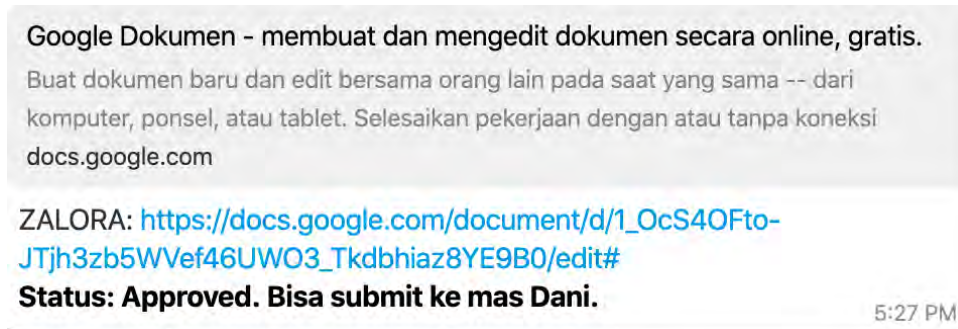 Google Dokumen - membuat dan mengedit dokumen secara online, gratis.
Buat dokumen baru dan edit bersama orang lain pada saat yang sama -- dari
komputer, ponsel, atau tablet. Selesaikan pekerjaan dengan atau tanpa koneksi
docs.google.com
ZALORA: https://docs.google.com/document/d/1_OcS4OFto-
JTjh3zb5WVef46UWO3_Tkdbhiaz8YE9B0/edit#
Status: Approved. Bisa submit ke mas Dani.
5:27 PM